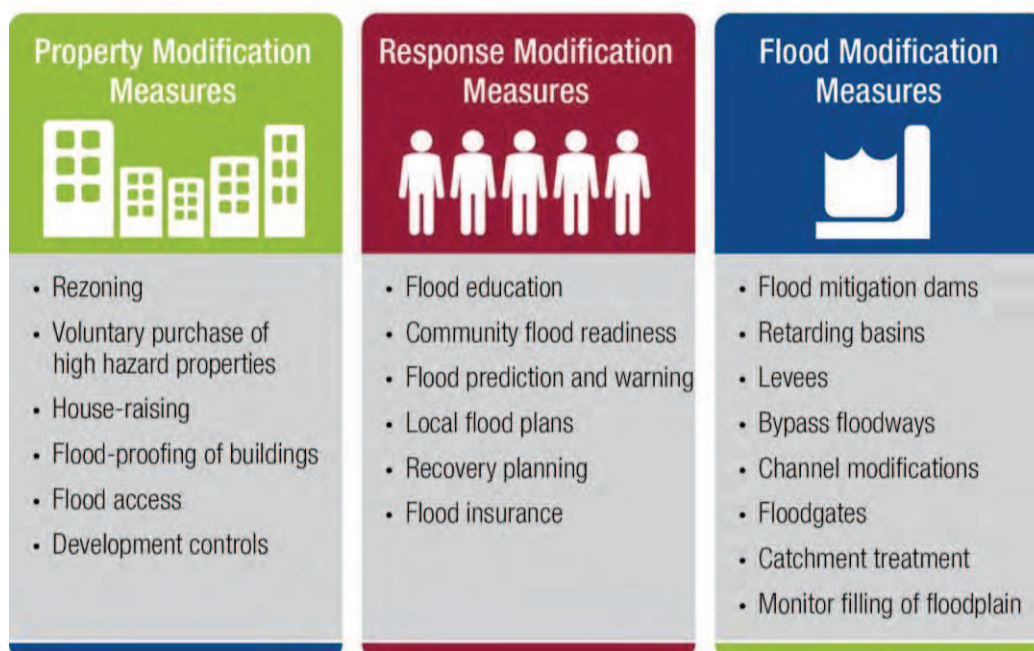 Property Modification
Measures
• Rezoning
• Voluntary purchase of
high hazard properties
• House-raising
• Flood-proofing of buildings
• Flood access
• Development controls
Response Modification
Measures
• Flood education
• Community flood readiness
• Flood prediction and warning
• Local flood plans
• Recovery planning
• Flood insurance
Flood Modification
Measures
• Flood mitigation dams
• Retarding basins
• Levees
• Bypass floodways
• Channel modifications
• Floodgates
• Catchment treatment
• Monitor filling of floodplain